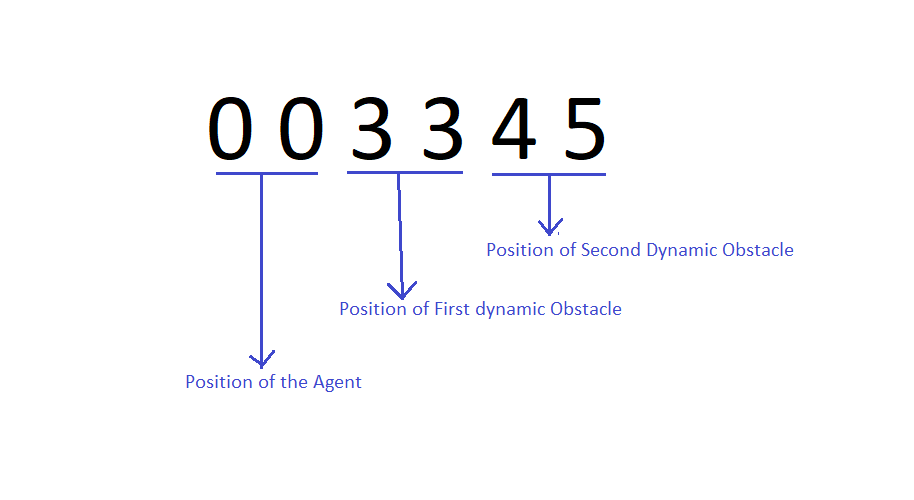 0 0 3 3 4 5
Position of Second Dynamic Obstacle
Position of First dynamic Obstacle
Position of the Agent